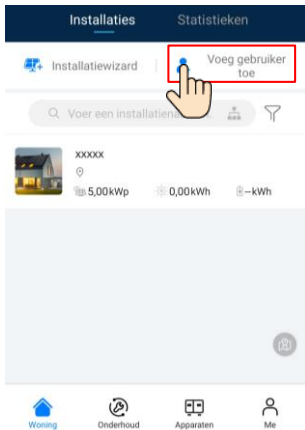 Installaties Statistieken
Installatiewizard Voeg gebruiker
toe
Voer een installatiena
xxxxx
5,00kWp 0,00kWh --kWh
Woning Onderhoud Apparaten Me